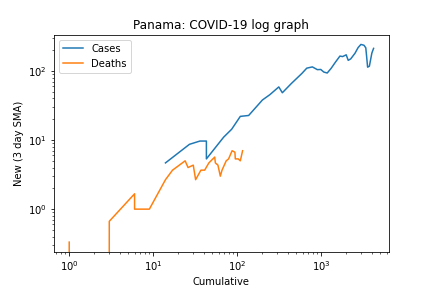 Panama: COVID-19 log graph
Cases
Deaths
New (3 day SMA)
10²
10¹
10⁰
10⁰ 10¹ 10² 10³
Cumulative